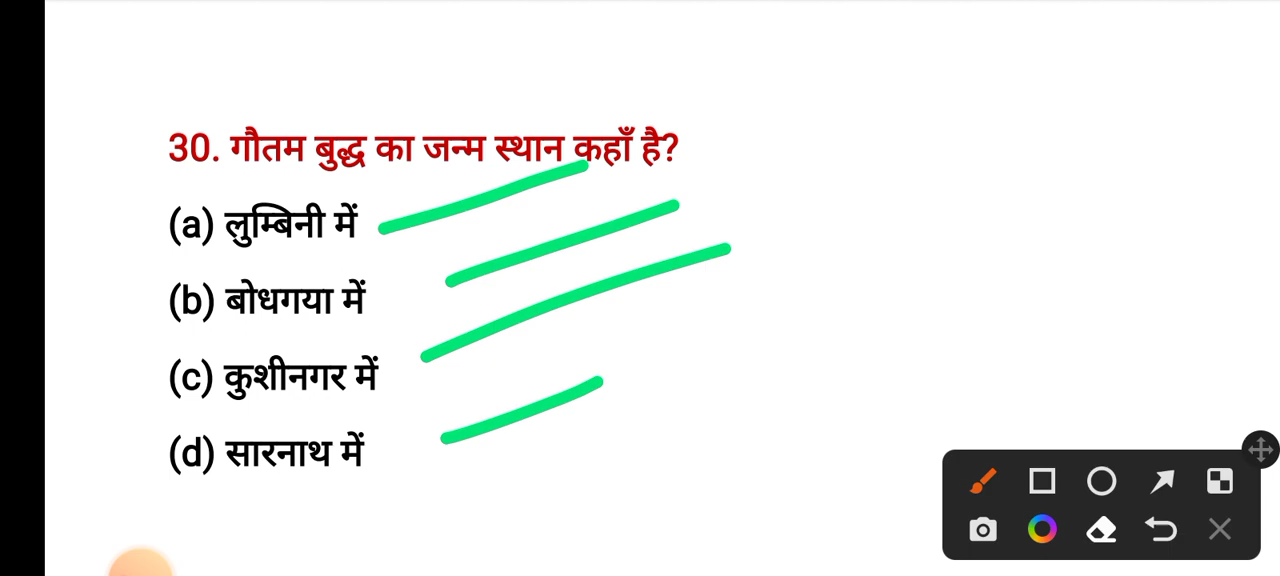 30. गौतम बुद्ध का जन्म स्थान कहाँ है?
(a) लुम्बिनी में
(b) बोधगया में
(c) कुशीनगर में
(d) सारनाथ में